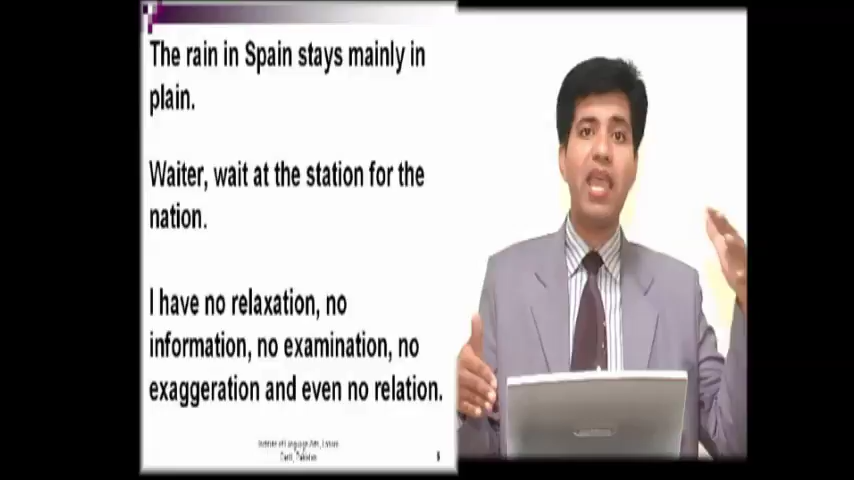 The rain in Spain stays mainly in
plain.
Waiter, wait at the station for the
nation.
I have no relaxation, no
information, no examination, no
exaggeration and even no relation.